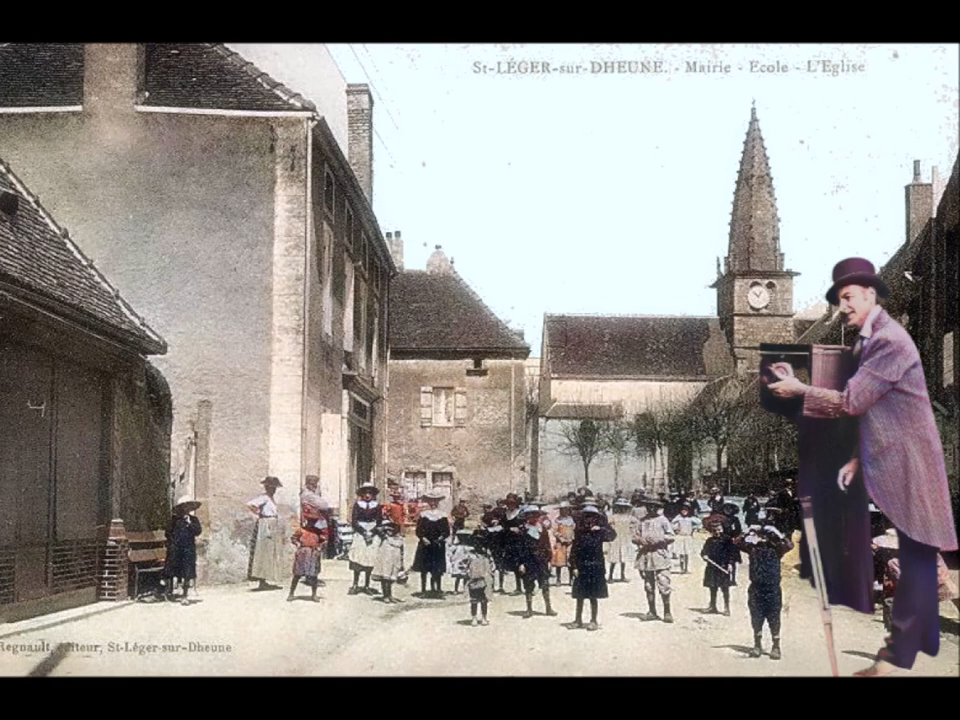 St-LÉGER-sur-DHEUNE. - Mairie - Ecole - L'Eglise
Regnault, éditeur, St-Léger-sur-Dheune